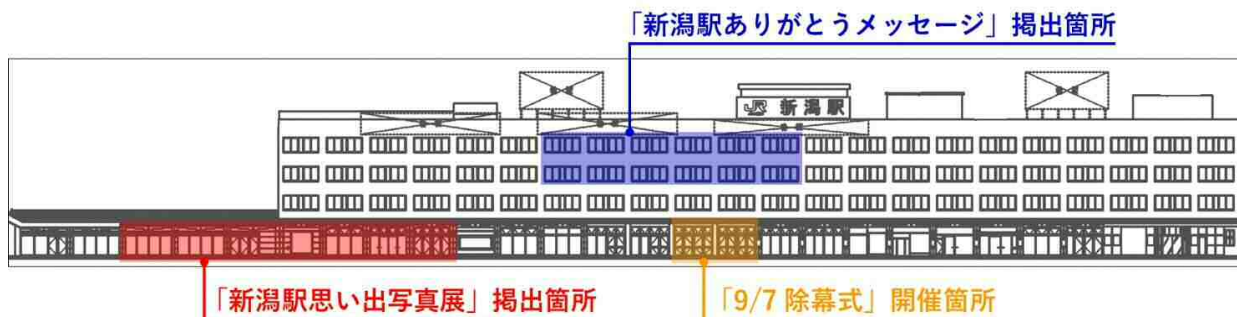 「新潟駅ありがとうメッセージ」掲出箇所
JR 新潟駅
「新潟駅思い出写真展」掲出箇所
「9/7 除幕式」開催箇所